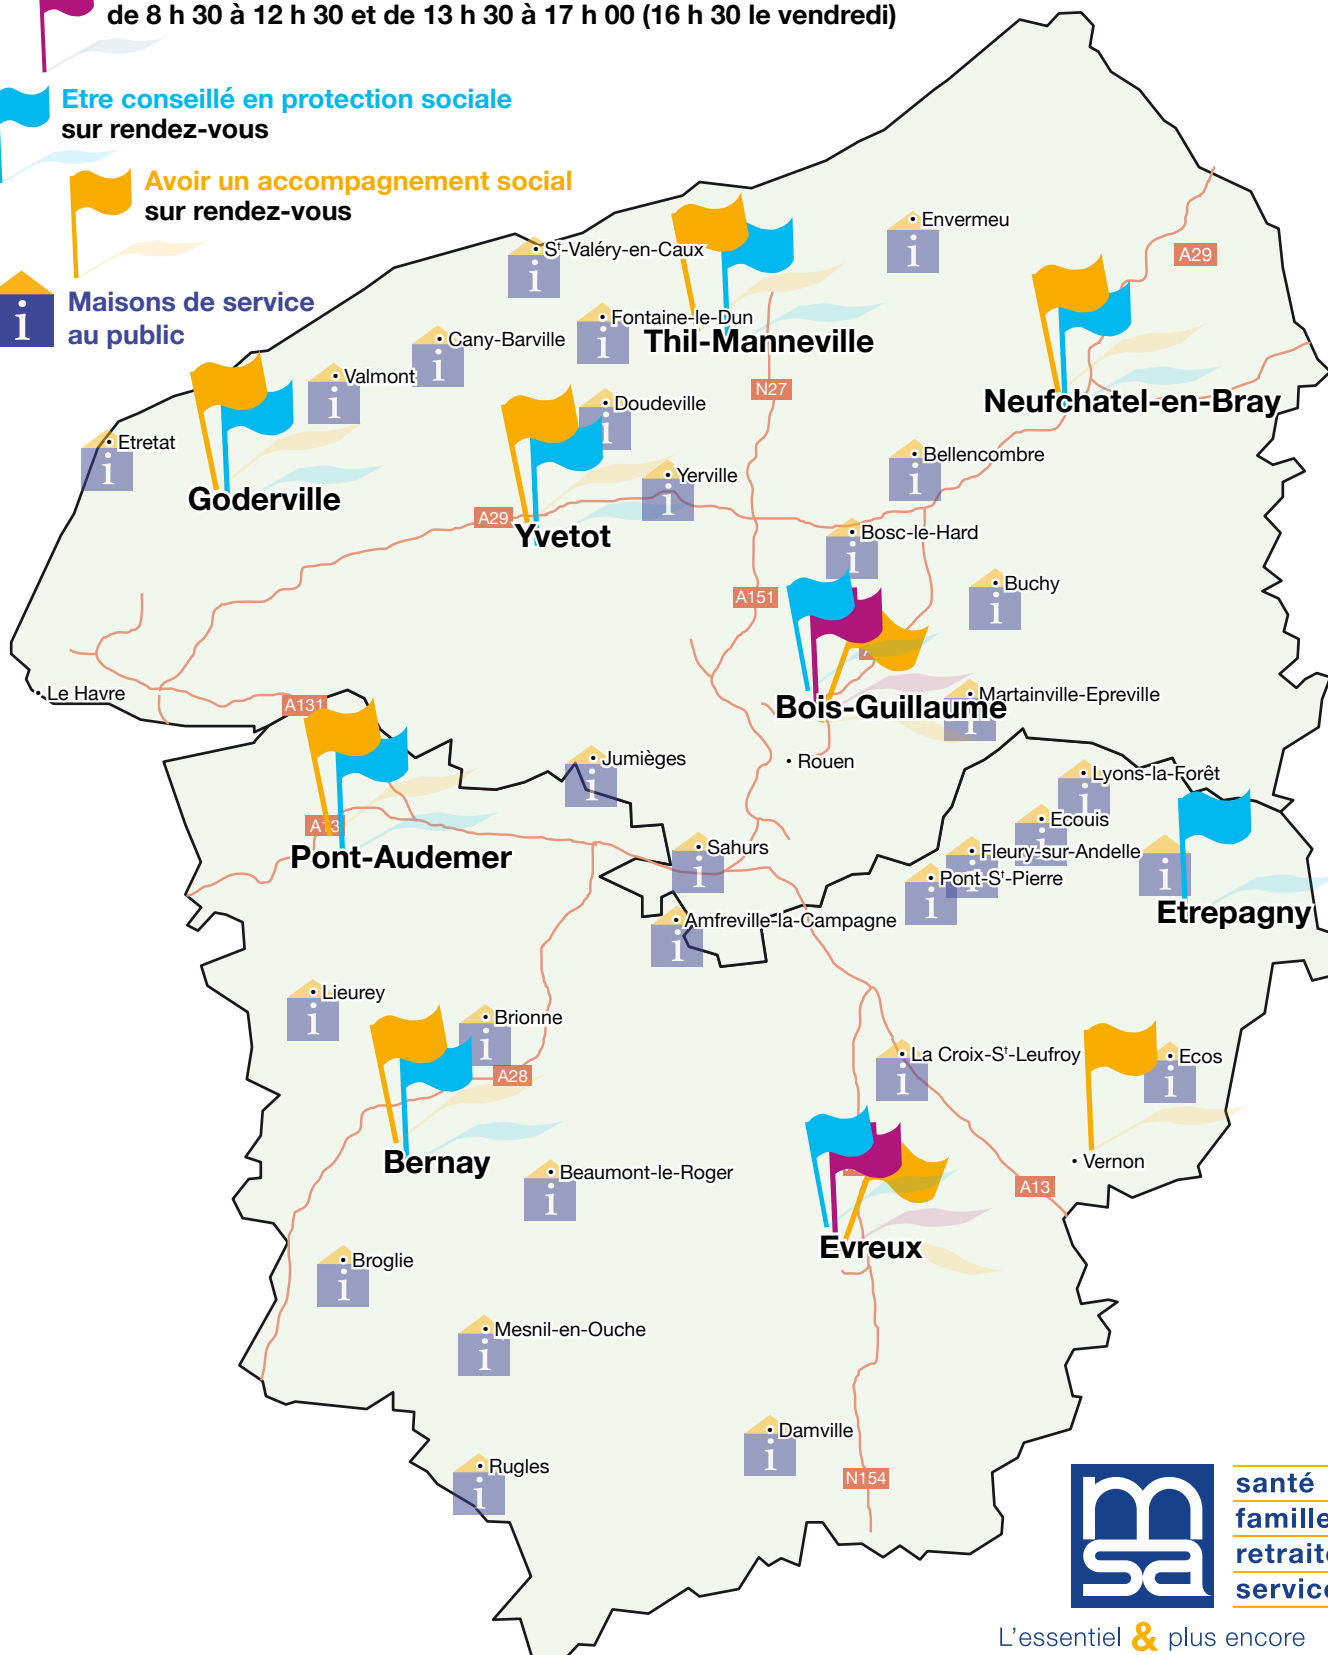 de 8 h 30 à 12 h 30 et de 13 h 30 à 17 h 00 (16 h 30 le vendredi)
Etre conseillé en protection sociale
sur rendez-vous
Avoir un accompagnement social
sur rendez-vous
Maisons de service
au public
Envermeu
St-Valéry-en-Caux
A29
Fontaine-le-Dun
Thil-Manneville
Cany-Barville
Valmont
N27
Neufchatel-en-Bray
Doudeville
Etretat
Bellencombre
Yerville
Goderville
A29
Yvetot
Bosc-le-Hard
Buchy
A151
Le Havre
Martainville-Epreville
A131
Bois-Guillaume
Jumièges
Rouen
Lyons-la-Forêt
Ecouis
A13
Sahurs
Fleury-sur-Andelle
Pont-Audemer
Pont-St-Pierre
Etrepagny
Amfreville-la-Campagne
Lieurey
Brionne
La Croix-St-Leufroy
Ecos
A28
Bernay
Vernon
Beaumont-le-Roger
A13
Evreux
Broglie
Mesnil-en-Ouche
Damville
Rugles
N154
msa
santé
famille
retraite
service
L'essentiel & plus encore